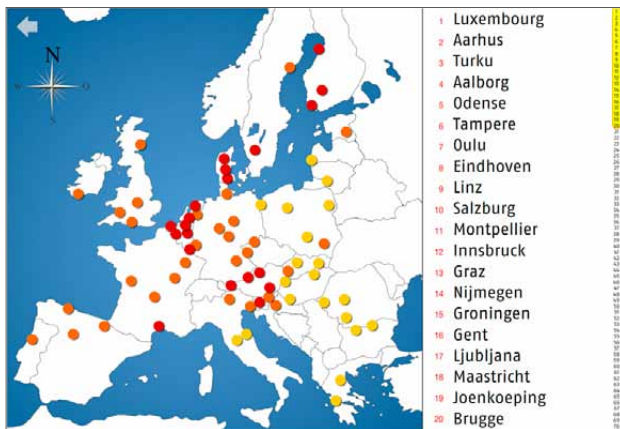 N
S
1 Luxembourg
2 Aarhus
3 Turku
4 Aalborg
5 Odense
6 Tampere
7 Oulu
8 Eindhoven
9 Linz
10 Salzburg
11 Montpellier
12 Innsbruck
13 Graz
14 Nijmegen
15 Groningen
16 Gent
17 Ljubljana
18 Maastricht
19 Joenkoeping
20 Brugge